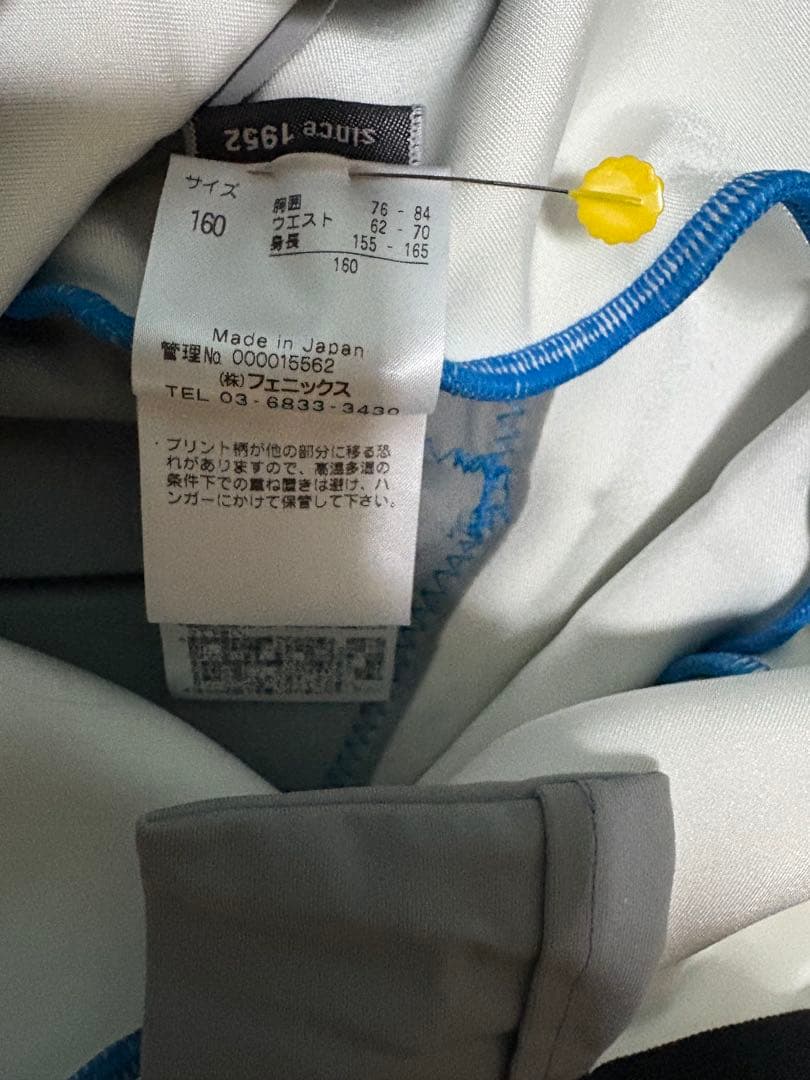 since 1952
サイズ
160
胸囲 76 - 84
ウエスト 62 - 70
身長 155 - 165
160
Made in Japan
管理No. 000015562
(株)フェニックス
TEL 03-6833-3430
・プリント柄が他の部分に移る恐
れがありますので、高温多湿の
条件下での重ね置きは避け、ハ
ンガーにかけて保管して下さい。